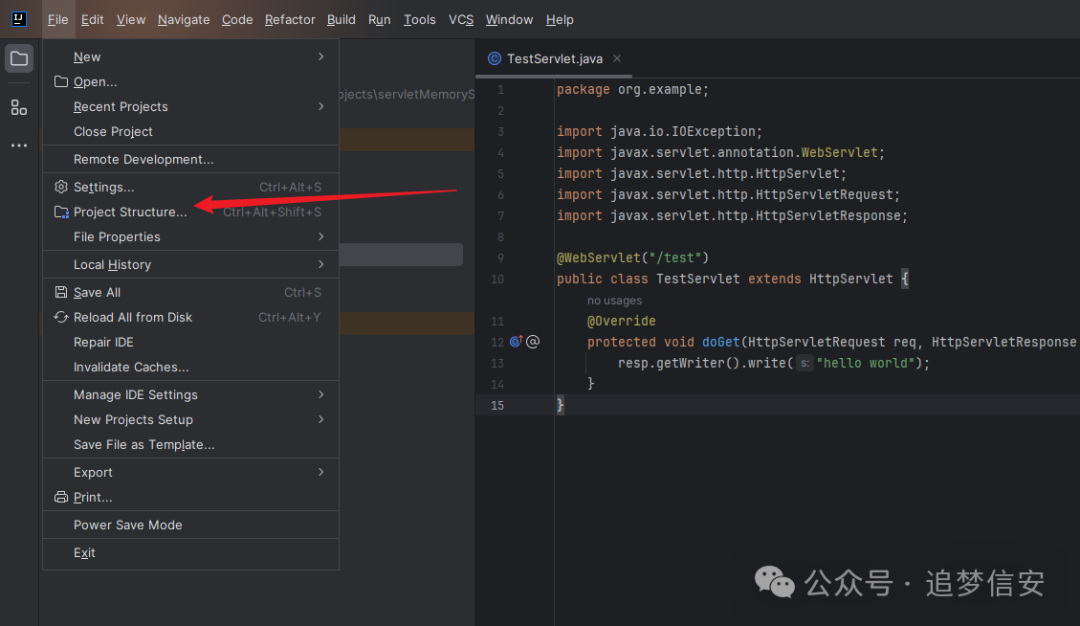 File Edit View Navigate Code Refactor Build Run Tools VCS Window Help
New
Open...
Recent Projects
Close Project
Remote Development...
Settings... Ctrl+Alt+S
Project Structure... Ctrl+Alt+Shift+S
File Properties
Local History
Save All Ctrl+S
Reload All from Disk Ctrl+Alt+Y
Repair IDE
Invalidate Caches...
Manage IDE Settings
New Projects Setup
Save File as Template...
Export
Print...
Power Save Mode
Exit
ojects\servletMemoryS
TestServlet.java
1 package org.example;
2
3 import java.io.IOException;
4 import javax.servlet.annotation.WebServlet;
5 import javax.servlet.http.HttpServlet;
6 import javax.servlet.http.HttpServletRequest;
7 import javax.servlet.http.HttpServletResponse;
8
9 @WebServlet("/test")
10 public class TestServlet extends HttpServlet {
no usages
11 @Override
12 protected void doGet(HttpServletRequest req, HttpServletResponse
13 resp.getWriter().write( s: "hello world");
14 }
15 }
公众号 · 追梦信安